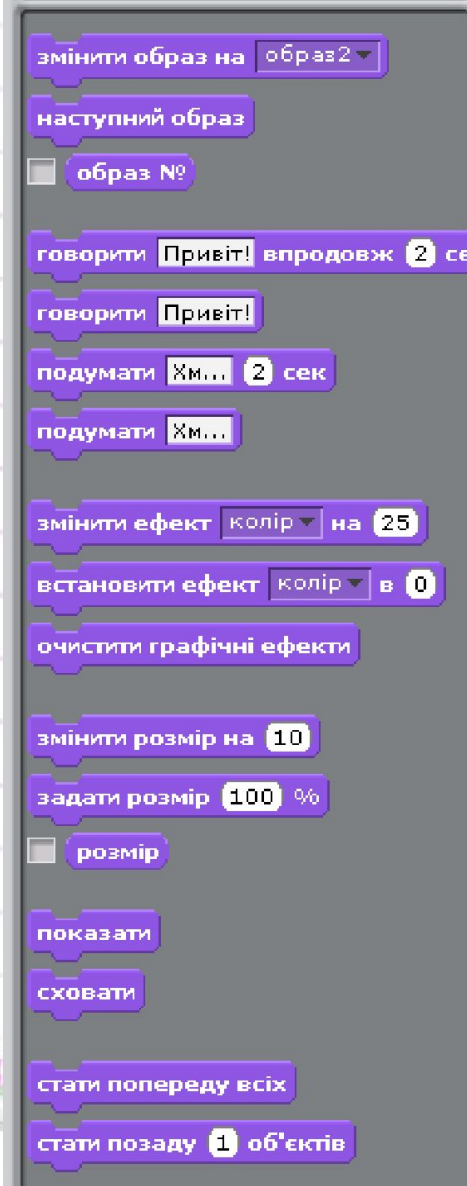 змінити образ на образ2
наступний образ
образ №
говорити Привіт! впродовж 2 се
говорити Привіт!
подумати Хм... 2 сек
подумати Хм...
змінити ефект колір на 25
встановити ефект колір в 0
очистити графічні ефекти
змінити розмір на 10
задати розмір 100 %
розмір
показати
сховати
стати попереду всіх
стати позаду 1 об'єктів